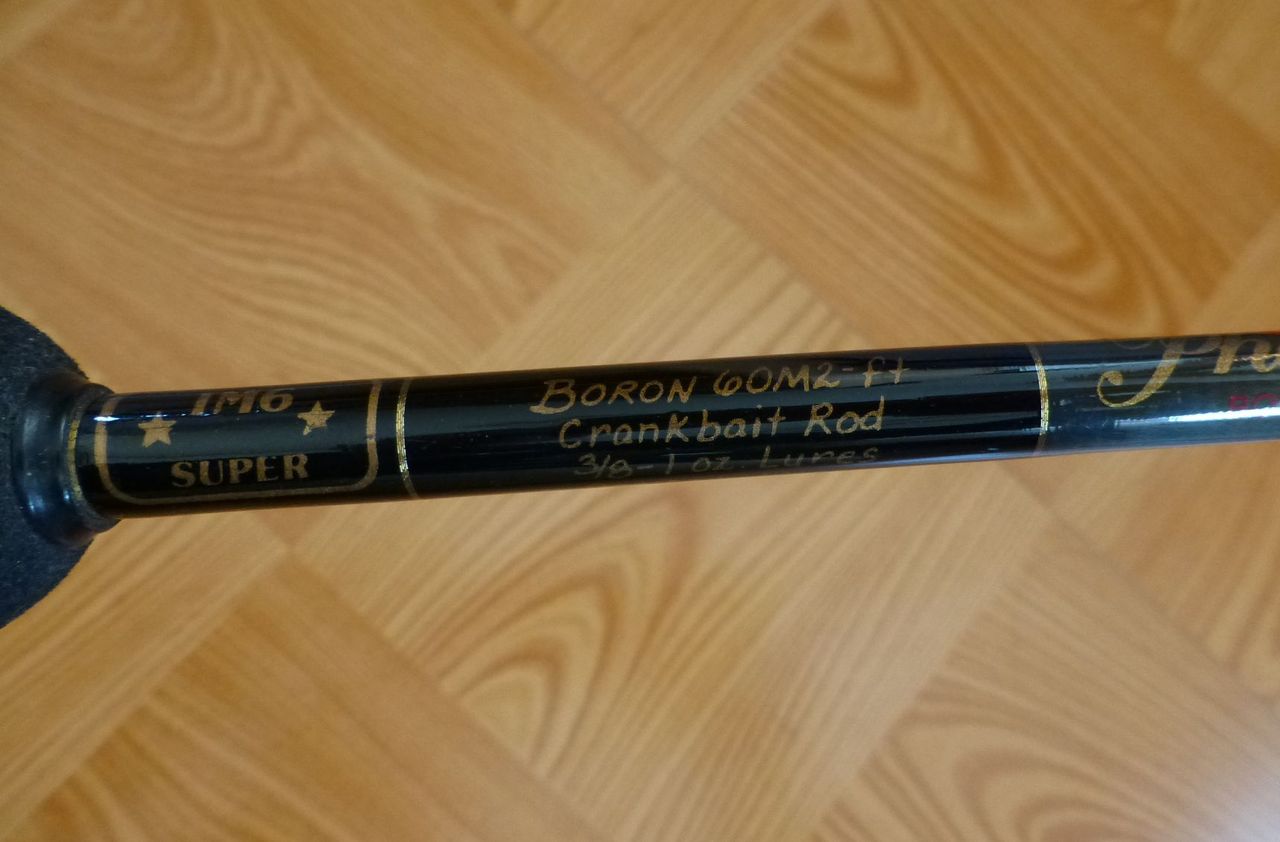 IM6
SUPER
BORON 60M2-ft
Crankbait Rod
3/8-1 oz. Lures